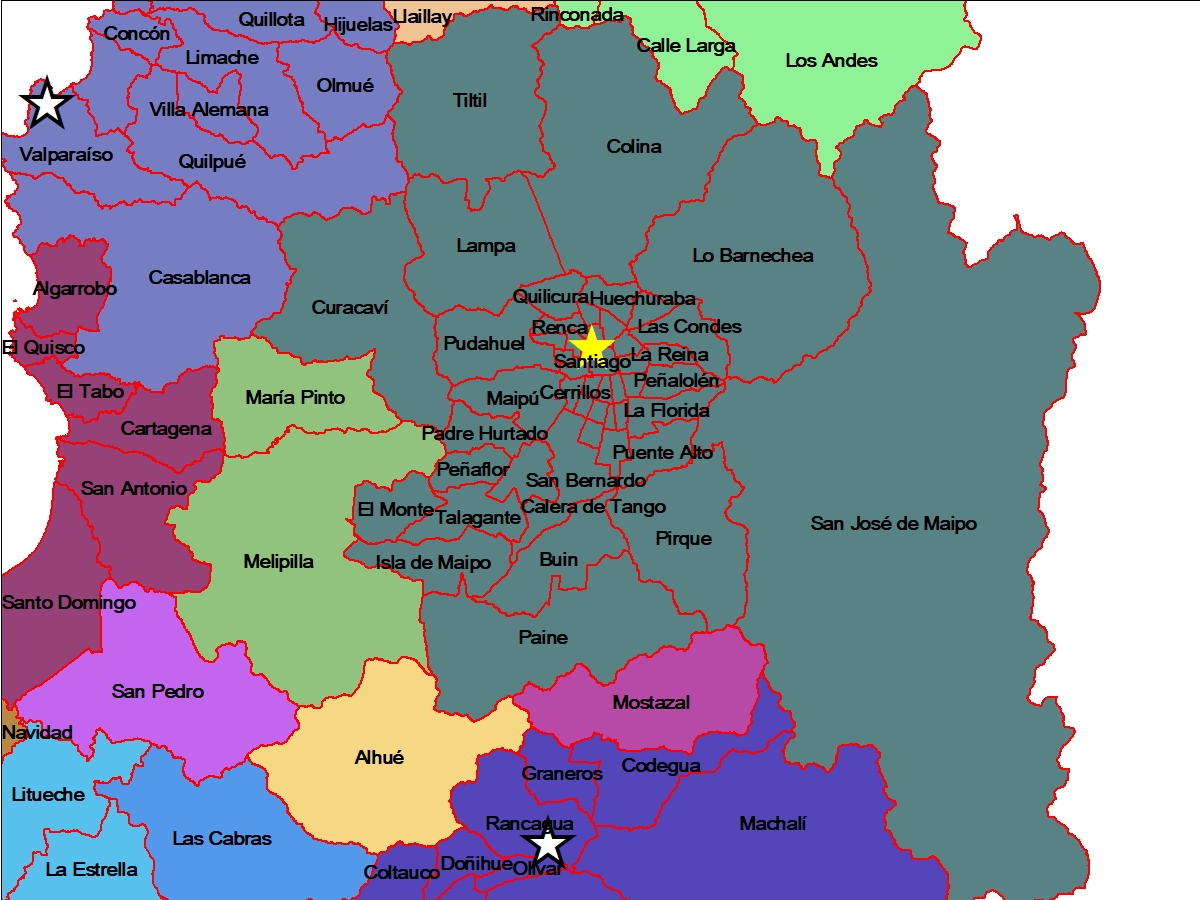 Rinconada
Llaillay
Quillota
Hijuelas
Concón
Calle Larga
Limache
Los Andes
Olmué
Tiltil
Villa Alemana
Colina
Valparaíso
Quilpué
Lampa
Lo Barnechea
Casablanca
Algarrobo
Quilicura
Huechuraba
Curacaví
Renca
Las Condes
Pudahuel
El Quisco
La Reina
Santiago
Peñalolén
El Tabo
Cerrillos
María Pinto
Maipú
La Florida
Cartagena
Padre Hurtado
Puente Alto
Peñaflor
San Bernardo
San Antonio
Calera de Tango
El Monte
Talagante
San José de Maipo
Pirque
Buin
Melipilla
Isla de Maipo
Santo Domingo
Paine
San Pedro
Mostazal
Navidad
Alhué
Codegua
Graneros
Litueche
Rancagua
Machalí
Las Cabras
Doñihue
Olivar
La Estrella
Coltauco